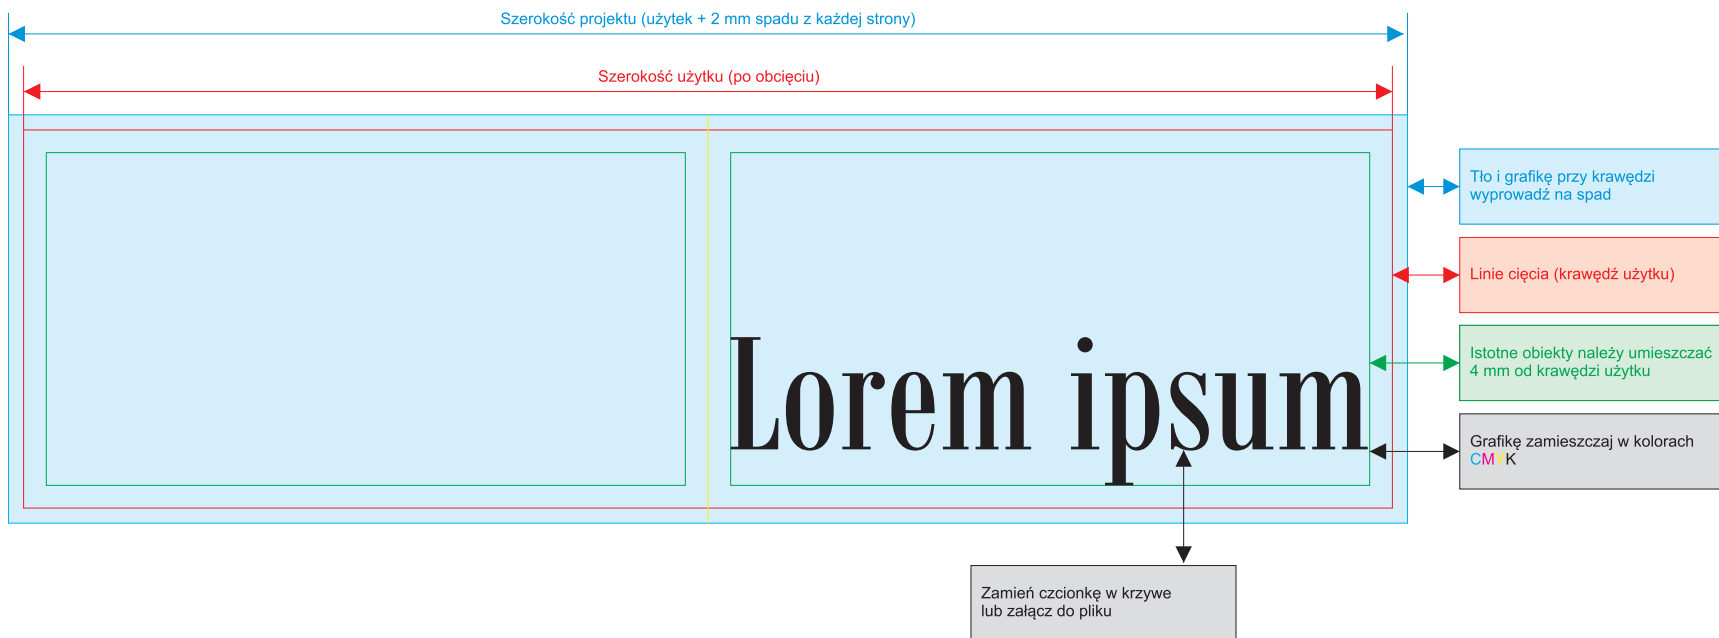 Szerokość projektu (użytek + 2 mm spadu z każdej strony)
Szerokość użytku (po obcięciu)
Tło i grafikę przy krawędzi
wyprowadź na spad
Linie cięcia (krawędź użytku)
Istotne obiekty należy umieszczać
4 mm od krawędzi użytku
Lorem ipsum
Grafikę zamieszczaj w kolorach
CMYK
Zamień czcionkę w krzywe
lub załącz do pliku